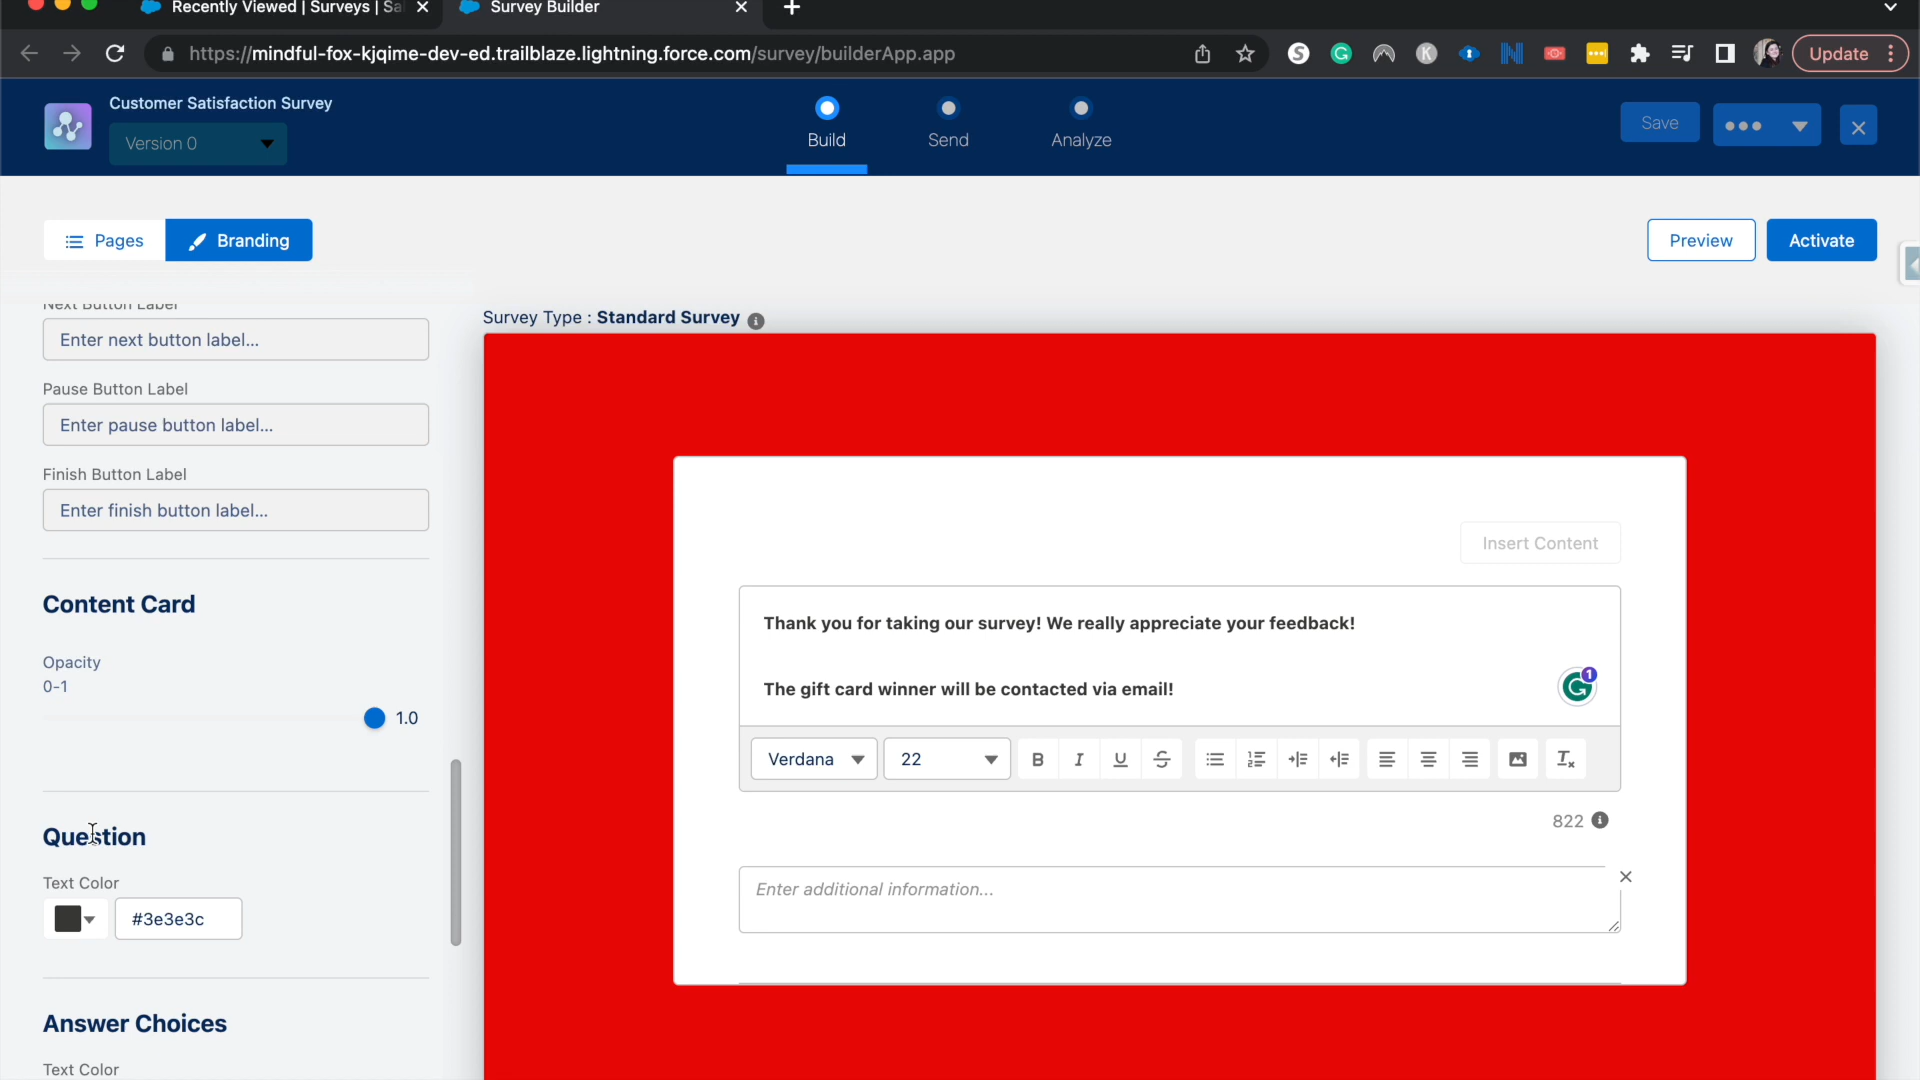 Recently Viewed | Surveys | Sa
Survey Builder
https://mindful-fox-kjqime-dev-ed.trailblaze.lightning.force.com/survey/builderApp.app
Update
Customer Satisfaction Survey
Version 0
Build
Send
Analyze
Save
Pages
Branding
Preview
Activate
Next Button Label
Enter next button label...
Pause Button Label
Enter pause button label...
Finish Button Label
Enter finish button label...
Content Card
Opacity
0-1
1.0
Question
Text Color
#3e3e3c
Answer Choices
Text Color
Survey Type : Standard Survey
Insert Content
Thank you for taking our survey! We really appreciate your feedback!
The gift card winner will be contacted via email!
1
Verdana
22
B I U S
822
Enter additional information...